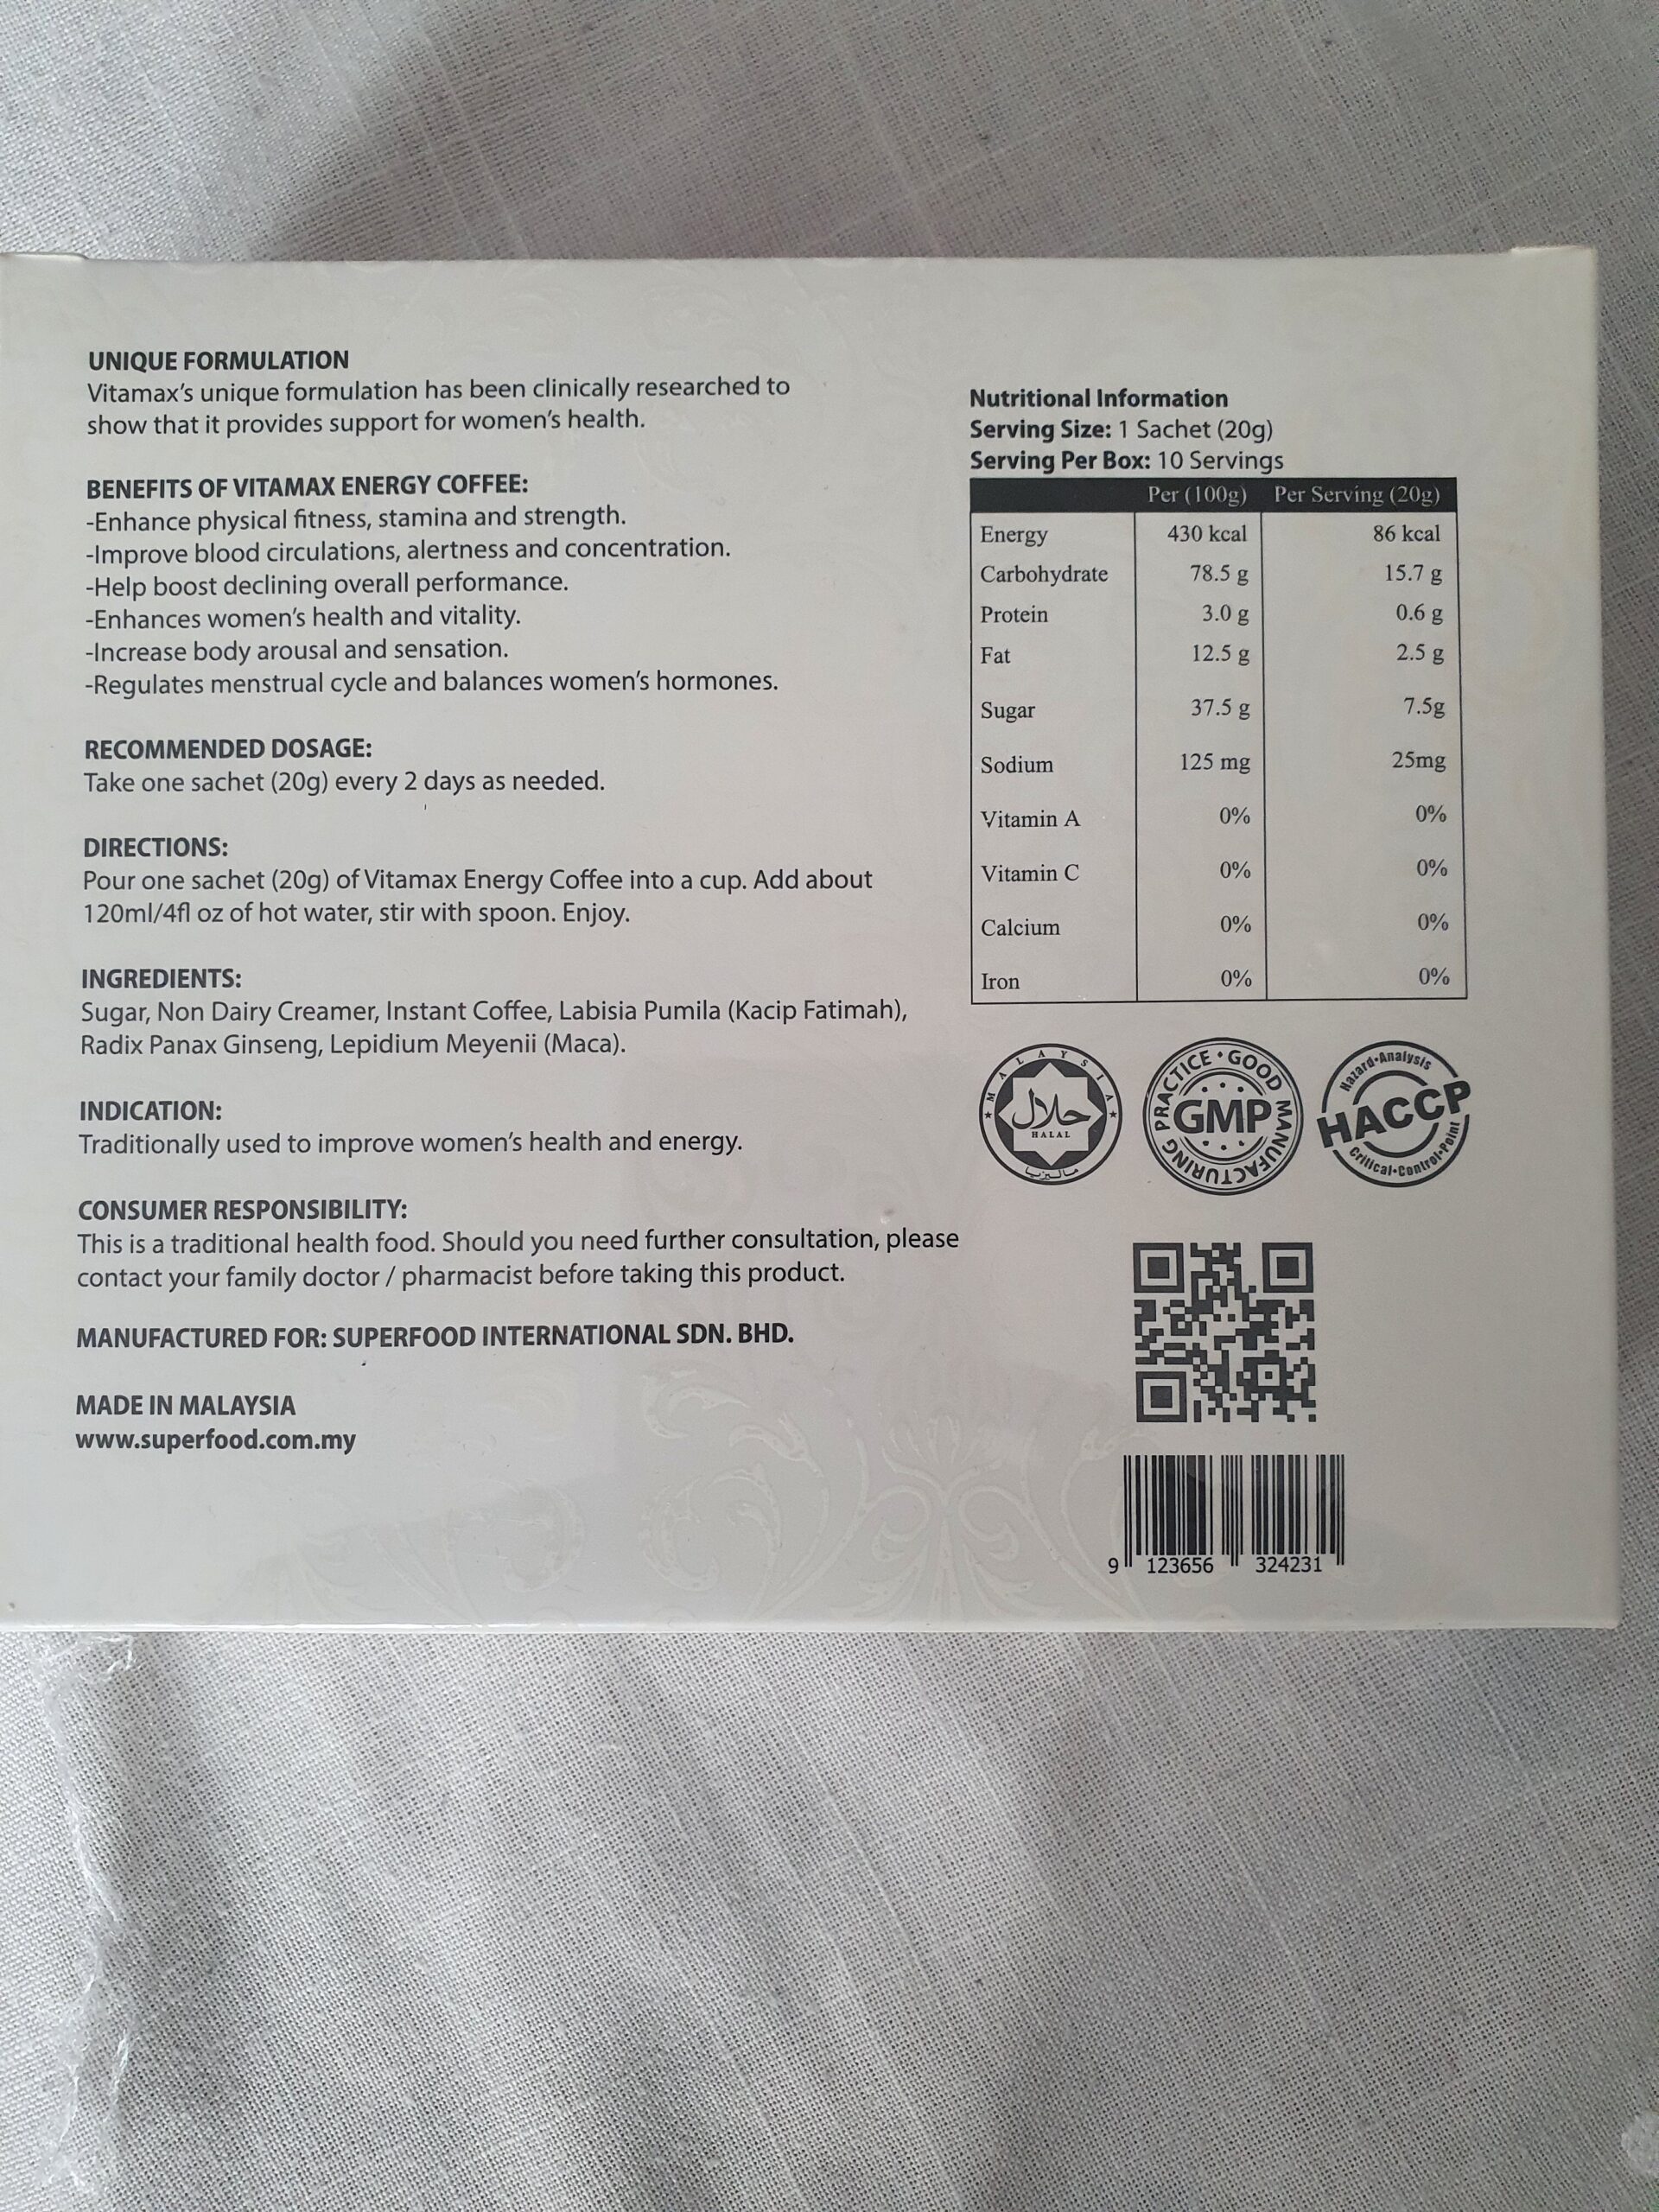 UNIQUE FORMULATION
Vitamax's unique formulation has been clinically researched to
show that it provides support for women's health.
BENEFITS OF VITAMAX ENERGY COFFEE:
-Enhance physical fitness, stamina and strength.
-Improve blood circulations, alertness and concentration.
-Help boost declining overall performance.
-Enhances women's health and vitality.
-Increase body arousal and sensation.
-Regulates menstrual cycle and balances women's hormones.
RECOMMENDED DOSAGE:
Take one sachet (20g) every 2 days as needed.
DIRECTIONS:
Pour one sachet (20g) of Vitamax Energy Coffee into a cup. Add about
120ml/4fl oz of hot water, stir with spoon. Enjoy.
INGREDIENTS:
Sugar, Non Dairy Creamer, Instant Coffee, Labisia Pumila (Kacip Fatimah),
Radix Panax Ginseng, Lepidium Meyenii (Maca).
INDICATION:
Traditionally used to improve women's health and energy.
CONSUMER RESPONSIBILITY:
This is a traditional health food. Should you need further consultation, please
contact your family doctor / pharmacist before taking this product.
MANUFACTURED FOR: SUPERFOOD INTERNATIONAL SDN. BHD.
MADE IN MALAYSIA
www.superfood.com.my
Nutritional Information
Serving Size: 1 Sachet (20g)
Serving Per Box: 10 Servings
Per (100g) Per Serving (20g)
Energy 430 kcal 86 kcal
Carbohydrate 78.5 g 15.7 g
Protein 3.0 g 0.6 g
Fat 12.5 g 2.5 g
Sugar 37.5 g 7.5g
Sodium 125 mg 25mg
Vitamin A 0% 0%
Vitamin C 0% 0%
Calcium 0% 0%
Iron 0% 0%
MALAYSIA
حلال
HALAL
ماليزيا
GOOD MANUFACTURING PRACTICE
GMP
Hazard•Analysis
HACCP
Critical•Control•Point
9 123656 324231